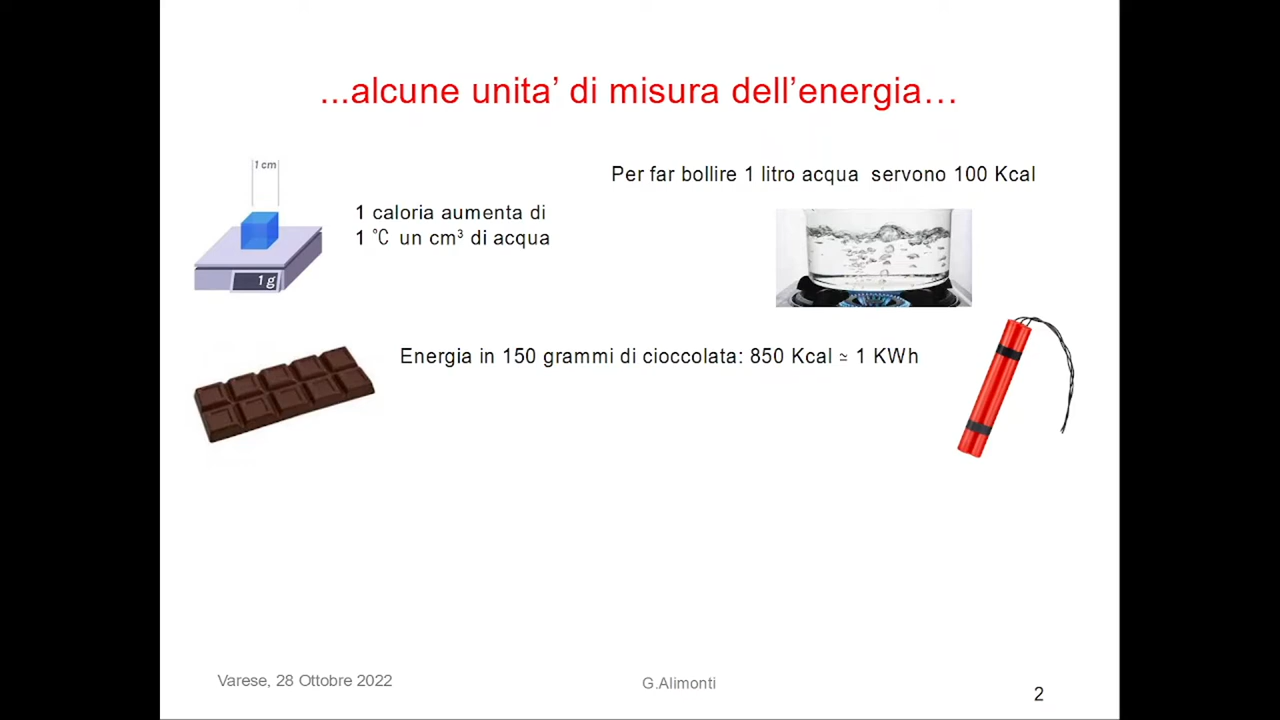 ...alcune unita’ di misura dell’energia…
1 cm
Per far bollire 1 litro acqua servono 100 Kcal
1 caloria aumenta di
1 ℃ un cm³ di acqua
1 g
Energia in 150 grammi di cioccolata: 850 Kcal ≃ 1 KWh
Varese, 28 Ottobre 2022
G.Alimonti
2